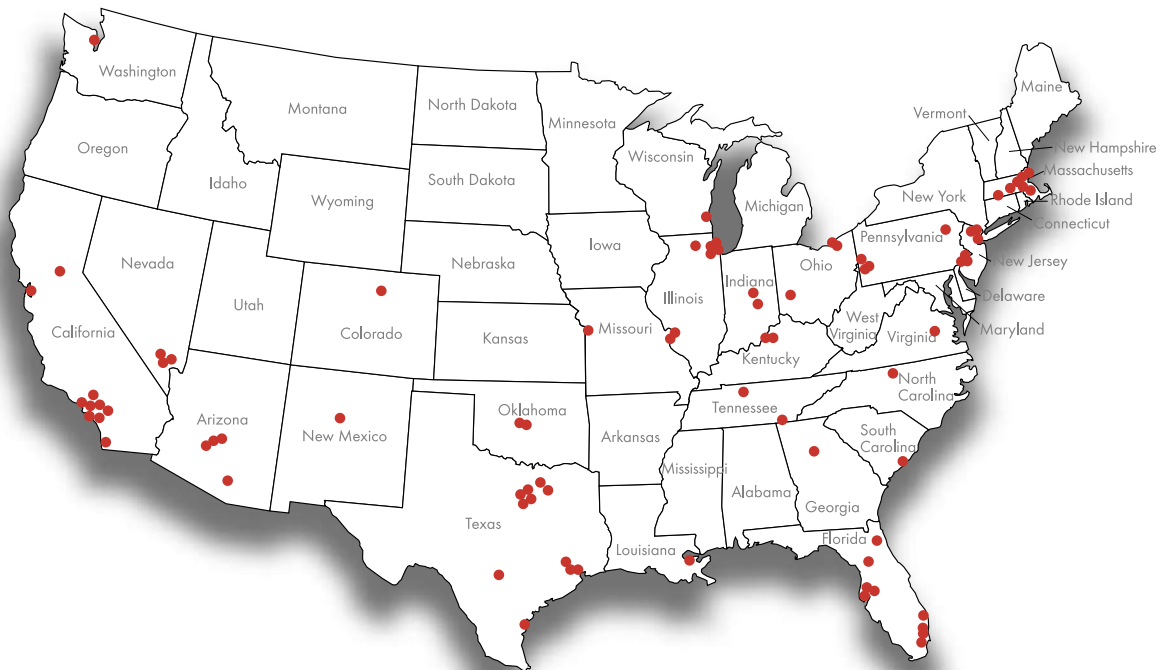 Washington
Montana
North Dakota
Minnesota
Maine
Vermont
New Hampshire
Oregon
Idaho
South Dakota
Wisconsin
Massachusetts
Wyoming
Michigan
New York
Rhode Island
Connecticut
Nevada
Nebraska
Iowa
Pennsylvania
Ohio
New Jersey
Utah
Illinois
Indiana
Delaware
California
Colorado
Kansas
Missouri
West
Virginia
Virginia
Maryland
Kentucky
North
Carolina
Arizona
New Mexico
Oklahoma
Arkansas
Tennessee
South
Carolina
Mississippi
Alabama
Georgia
Texas
Louisiana
Florida